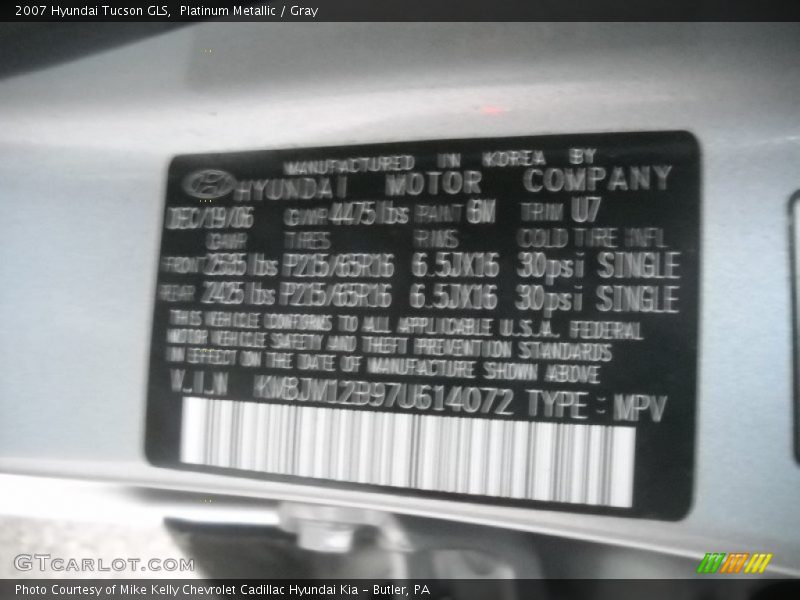 2007 Hyundai Tucson GLS,  Platinum Metallic / Gray
MANUFACTURED IN KOREA BY
HYUNDAI MOTOR COMPANY
DEC/19/06 GVWR 4475 lbs PAINT 6M TRIM U7
GAWR TIRES RIMS COLD TIRE INFL
FRONT 2565 lbs P215/65R16 6.5JX16 30psi SINGLE
REAR 2425 lbs P215/65R16 6.5JX16 30psi SINGLE
THIS VEHICLE CONFORMS TO ALL APPLICABLE U.S.A. FEDERAL
MOTOR VEHICLE SAFETY AND THEFT PREVENTION STANDARDS
IN EFFECT ON THE DATE OF MANUFACTURE SHOWN ABOVE
V.I.N KM8JM12B97U614072 TYPE : MPV
GTCARLOT.COM
Photo Courtesy of Mike Kelly Chevrolet Cadillac Hyundai Kia – Butler, PA